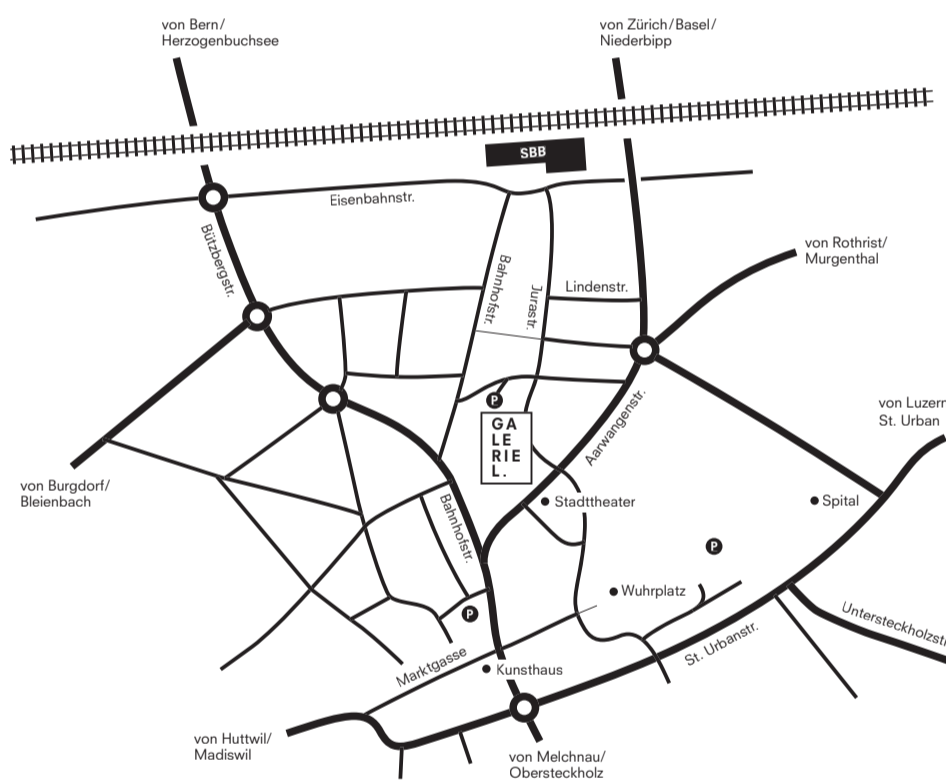 von Bern/
Herzogenbuchsee
von Zürich/Basel/
Niederbipp
SBB
Eisenbahnstr.
Bützbergstr.
von Rothrist/
Murgenthal
Bahnhofstr.
Jurastr.
Lindenstr.
P
GA
LE
RIE
L.
Aarwangenstr.
von Luzern
St. Urban
von Burgdorf/
Bleienbach
Bahnhofstr.
Stadttheater
Spital
P
Wuhrplatz
P
Untersteckholzstr
St. Urbanstr.
Marktgasse
Kunsthaus
von Huttwil/
Madiswil
von Melchnau/
Obersteckholz